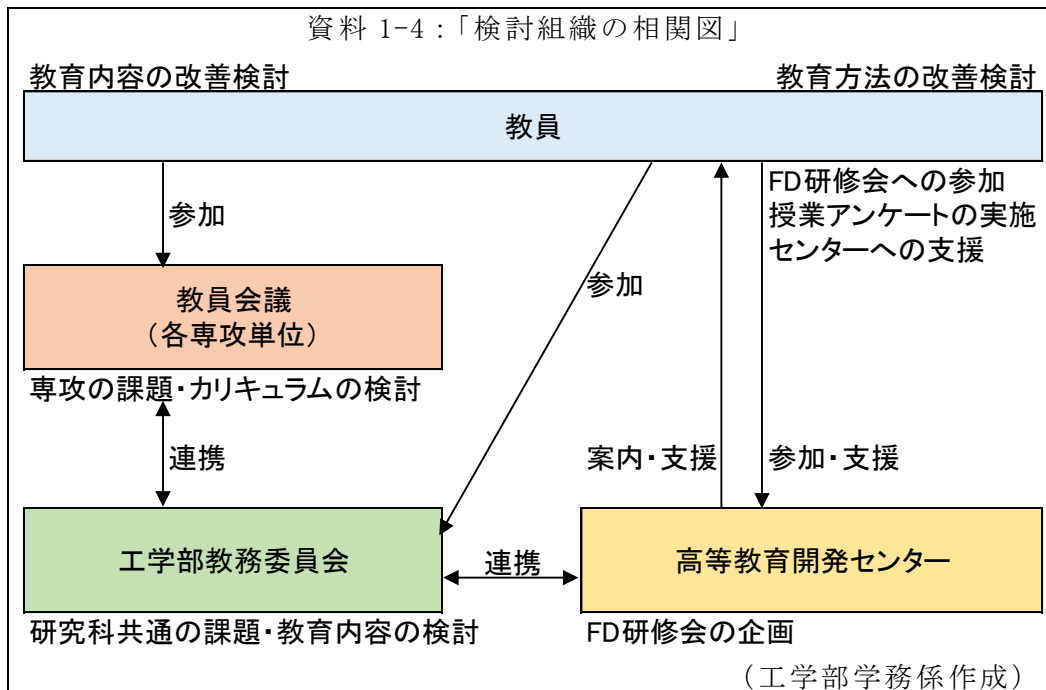 資料 1-4:「検討組織の相関図」
教育内容の改善検討
教育方法の改善検討
教員
参加
FD研修会への参加
授業アンケートの実施
センターへの支援
教員会議
(各専攻単位)
参加
専攻の課題・カリキュラムの検討
連携
案内・支援
参加・支援
工学部教務委員会
連携
高等教育開発センター
研究科共通の課題・教育内容の検討
FD研修会の企画
(工学部学務係作成)